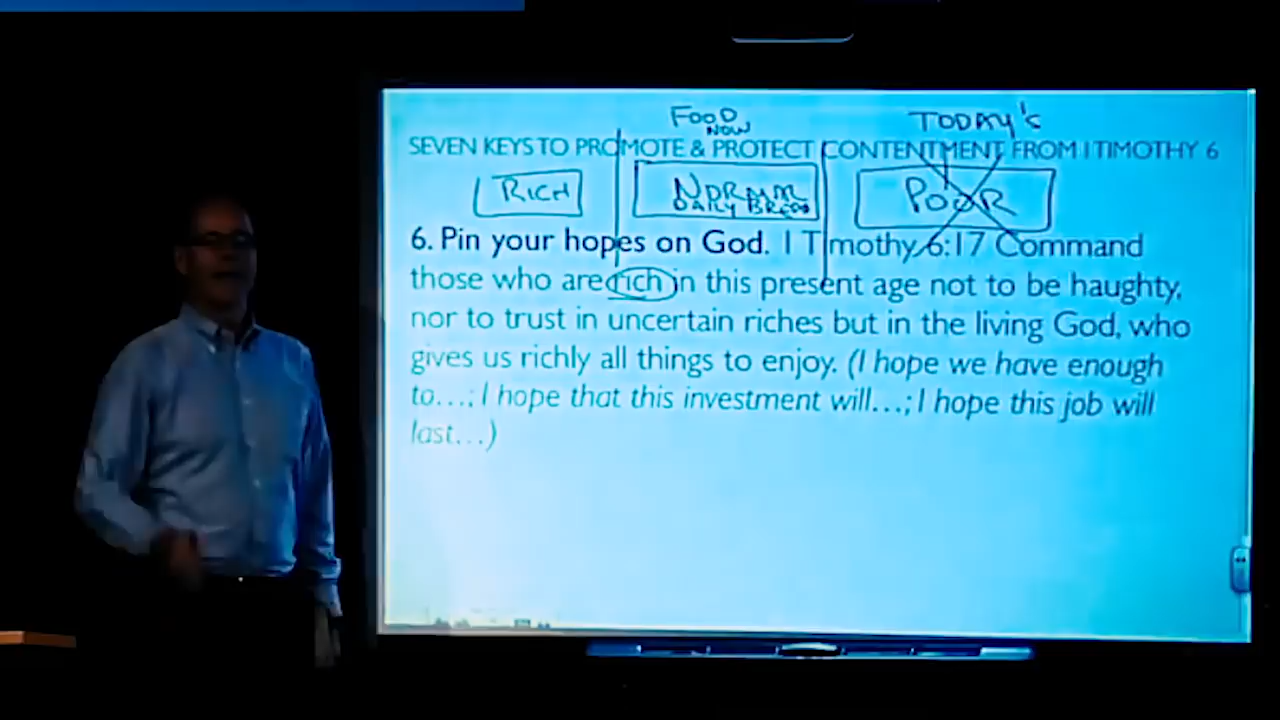 FOOD
NOW
TODAY'S
SEVEN KEYS TO PROMOTE & PROTECT CONTENTMENT FROM I TIMOTHY 6
RICH
NORMAL
DAILY BREAD
POOR
6. Pin your hopes on God. I Timothy 6:17 Command
those who are rich in this present age not to be haughty,
nor to trust in uncertain riches but in the living God, who
gives us richly all things to enjoy. (I hope we have enough
to…; I hope that this investment will…; I hope this job will
last…)